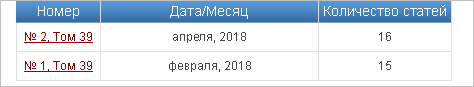 Номер Дата/Месяц Количество статей
№ 2, Том 39 апреля, 2018 16
№ 1, Том 39 февраля, 2018 15